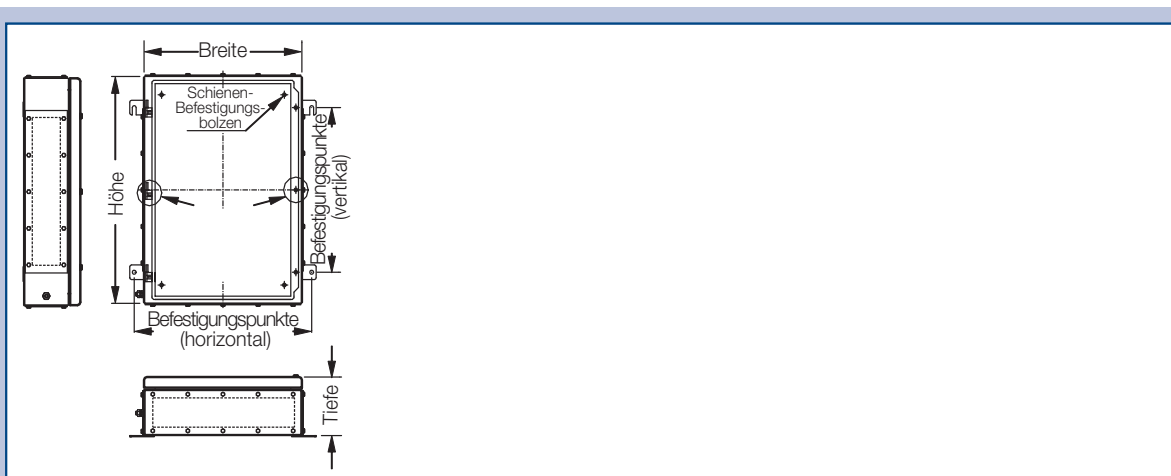 Breite
Schienen-
Befestigungs-
bolzen
Höhe
Befestigungspunkte
(vertikal)
Befestigungspunkte
(horizontal)
Tiefe